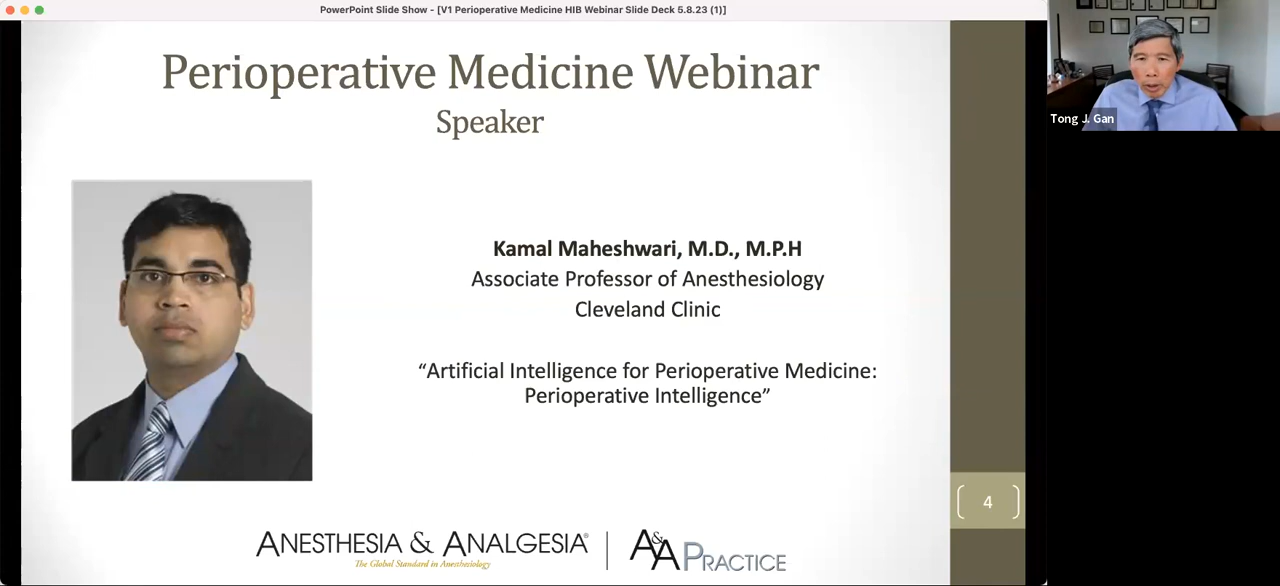 PowerPoint Slide Show - [V1 Perioperative Medicine HIB Webinar Slide Deck 5.8.23 (1)]
Perioperative Medicine Webinar
Speaker
Tong J. Gan
Kamal Maheshwari, M.D., M.P.H
Associate Professor of Anesthesiology
Cleveland Clinic
“Artificial Intelligence for Perioperative Medicine:
Perioperative Intelligence”
4
ANESTHESIA & ANALGESIA®
The Global Standard in Anesthesiology
A&A PRACTICE